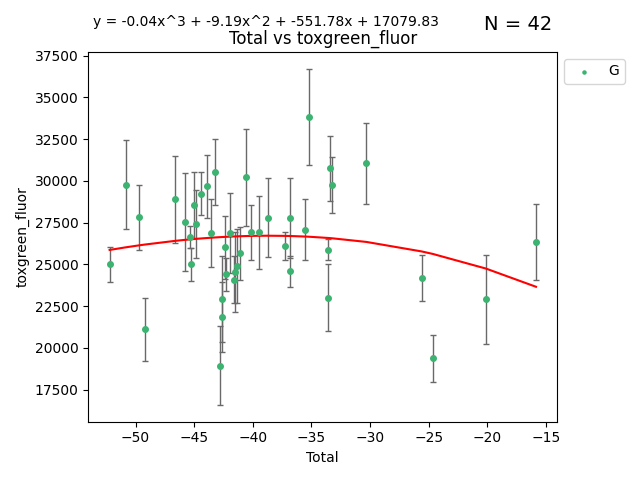 y = -0.04x^3 + -9.19x^2 + -551.78x + 17079.83
N = 42
Total vs toxgreen_fluor
G
37500
35000
32500
30000
27500
25000
22500
20000
17500
toxgreen_fluor
−50 −45 −40 −35 −30 −25 −20 −15
Total